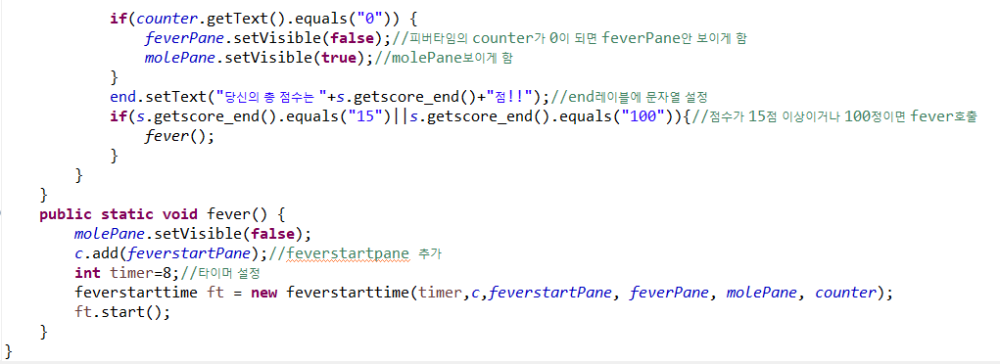 if(counter.getText().equals("0")) {
feverPane.setVisible(false);//피버타임의 counter가 0이 되면 feverPane안 보이게 함
molePane.setVisible(true);//molePane보이게 함
}
end.setText("당신의 총 점수는 "+s.getscore_end()+"점!!");//end레이블에 문자열 설정
if(s.getscore_end().equals("15")||s.getscore_end().equals("100")){//점수가 15점 이상이거나 100정이면 fever호출
fever();
}
}
}
public static void fever() {
molePane.setVisible(false);
c.add(feverstartPane);//feverstartpane 추가
int timer=8;//타이머 설정
feverstarttime ft = new feverstarttime(timer,c,feverstartPane, feverPane, molePane, counter);
ft.start();
}
}